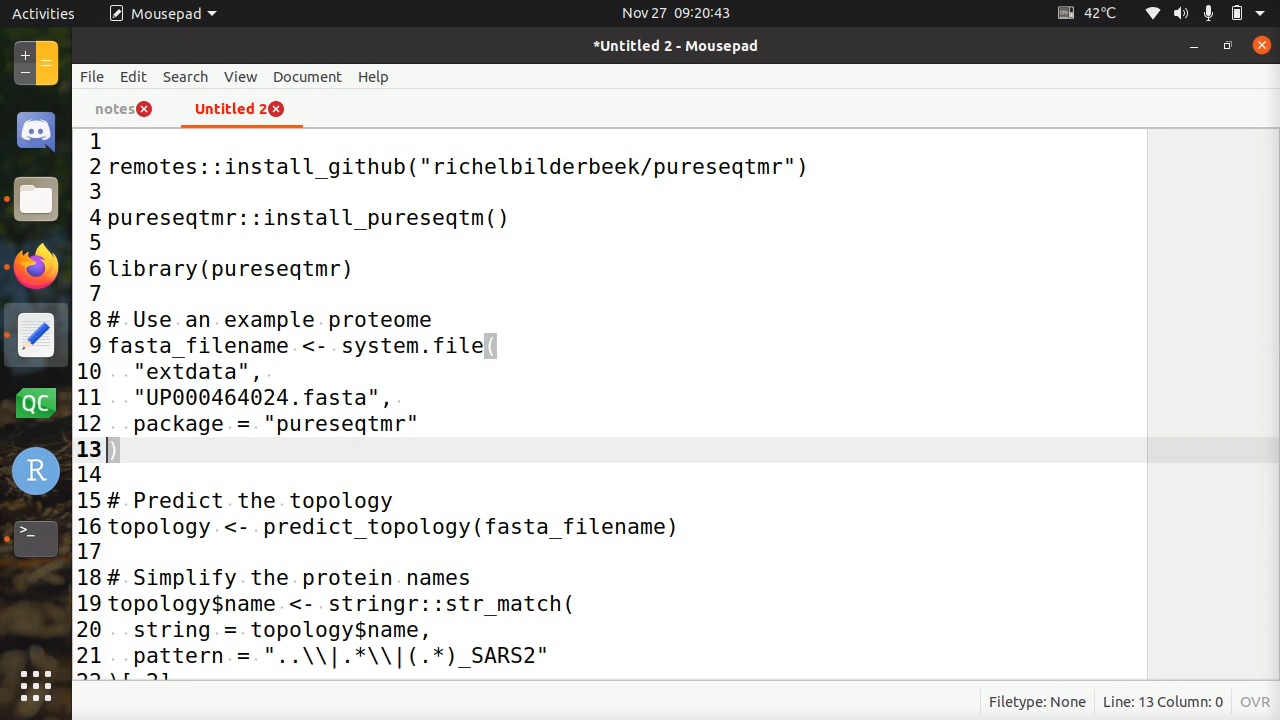 Activities Mousepad Nov 27 09:20:43 42°C
*Untitled 2 - Mousepad
File Edit Search View Document Help
notes Untitled 2
1
2 remotes::install_github("richelbilderbeek/pureseqtmr")
3
4 pureseqtmr::install_pureseqtm()
5
6 library(pureseqtmr)
7
8 # Use an example proteome
9 fasta_filename <- system.file(
10 "extdata",
11 "UP000464024.fasta",
12 package = "pureseqtmr"
13 )
14
15 # Predict the topology
16 topology <- predict_topology(fasta_filename)
17
18 # Simplify the protein names
19 topology$name <- stringr::str_match(
20 string = topology$name,
21 pattern = "..\\|.*\\|(.*)_SARS2"
22 )[,2]
QC
R
>_
Filetype: None Line: 13 Column: 0 OVR